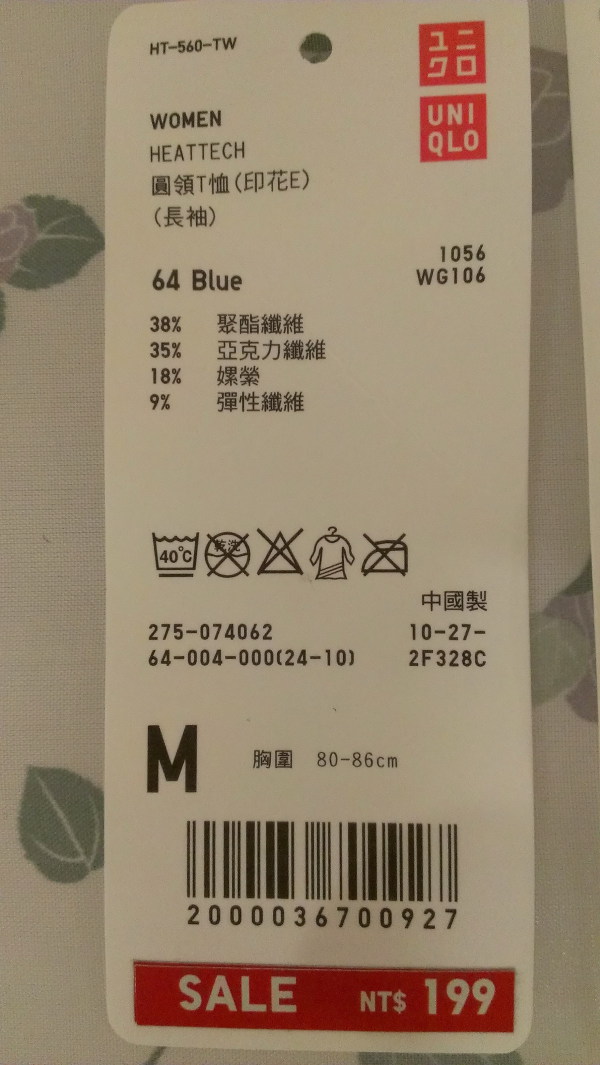 HT-560-TW
ユニ
クロ
UNI
QLO
WOMEN
HEATTECH
圓領T恤(印花E)
(長袖)
1056
64 Blue
WG106
38% 聚酯纖維
35% 亞克力纖維
18% 嫘縈
9% 彈性纖維
40℃ 乾洗
中國製
275-074062 10-27-
64-004-000(24-10) 2F328C
M 胸圍 80-86cm
2000036700927
SALE NT$ 199